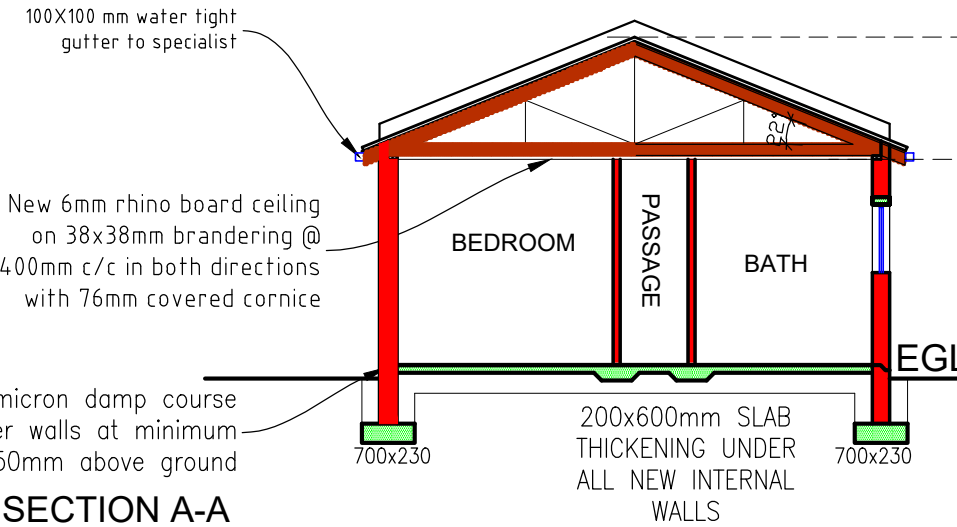 100X100 mm water tight
gutter to specialist
22°
New 6mm rhino board ceiling
on 38x38mm brandering @
400mm c/c in both directions
with 76mm covered cornice
BEDROOM
PASSAGE
BATH
EGL
micron damp course
walls at minimum
50mm above ground
700x230
200x600mm SLAB
THICKENING UNDER
ALL NEW INTERNAL
WALLS
700x230
SECTION A-A